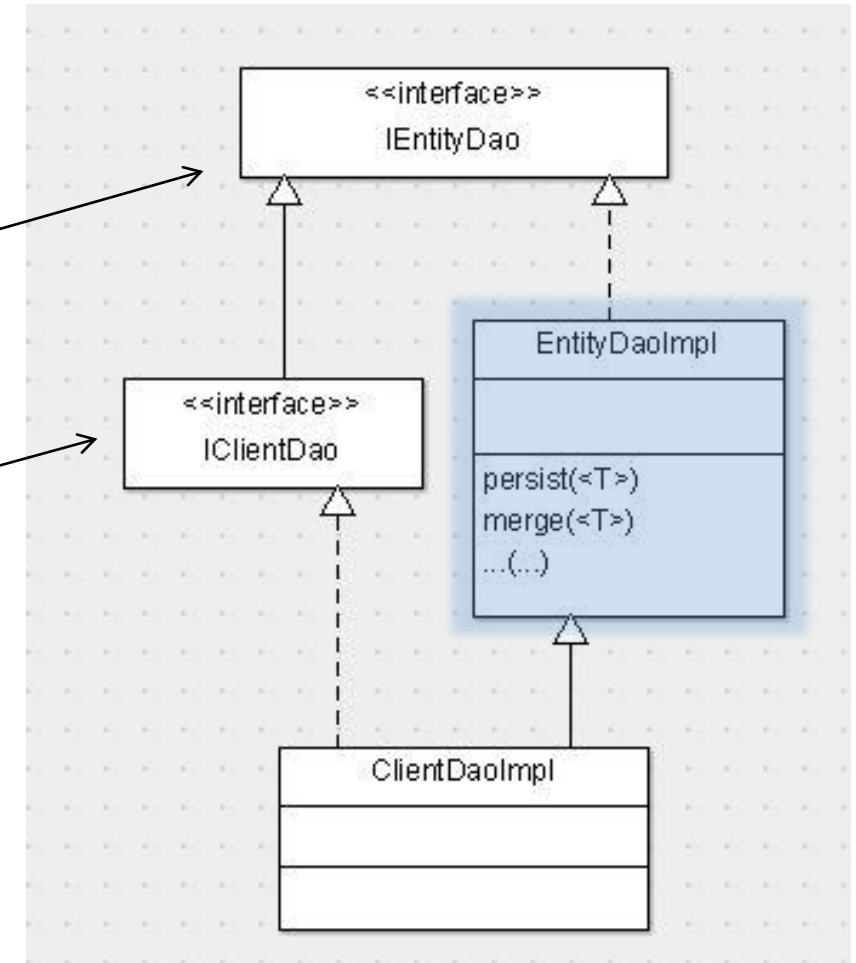 <<interface>>
IEntityDao
EntityDaoImpl
persist(<T>)
merge(<T>)
...(...)
<<interface>>
IClientDao
ClientDaoImpl